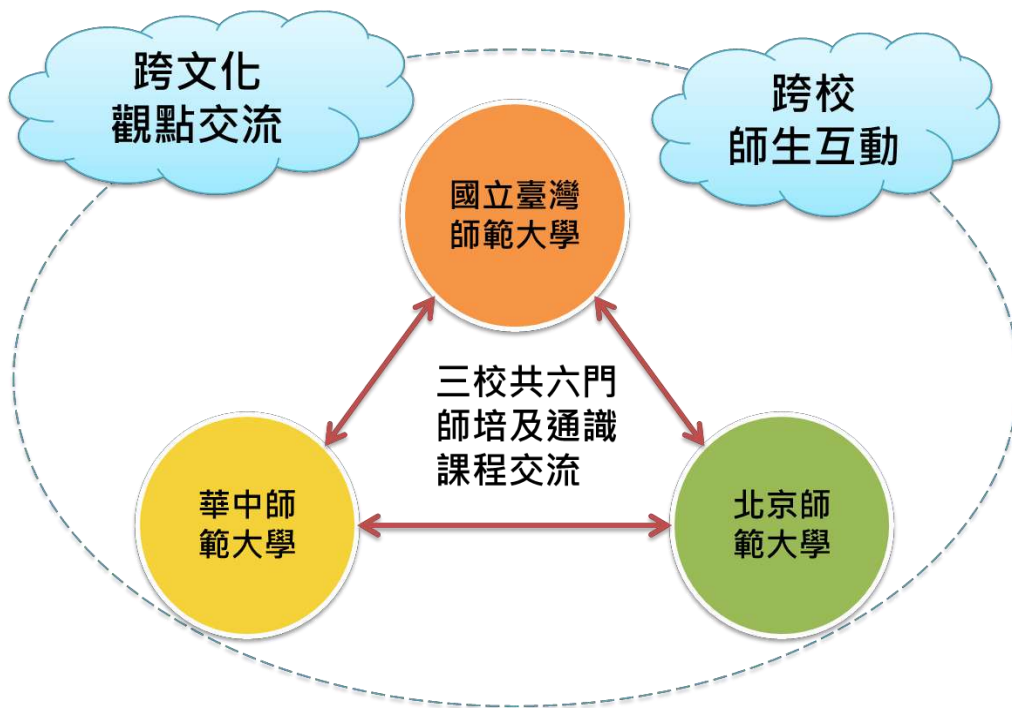 跨文化
觀點交流
跨校
師生互動
國立臺灣
師範大學
三校共六門
師培及通識
課程交流
華中師
範大學
北京師
範大學